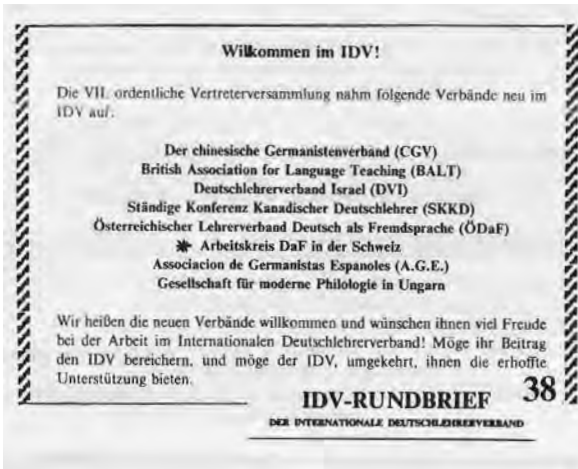 Willkommen im IDV!
Die VII. ordentliche Vertreterversammlung nahm folgende Verbände neu im
IDV auf:
Der chinesische Germanistenverband (CGV)
British Association for Language Teaching (BALT)
Deutschlehrerverband Israel (DVI)
Ständige Konferenz Kanadischer Deutschlehrer (SKKD)
Österreichischer Lehrerverband Deutsch als Fremdsprache (ÖDaF)
Arbeitskreis DaF in der Schweiz
Associacion de Germanistas Espanoles (A.G.E.)
Gesellschaft für moderne Philologie in Ungarn
Wir heißen die neuen Verbände willkommen und wünschen ihnen viel Freude
bei der Arbeit im Internationalen Deutschlehrerverband! Möge ihr Beitrag
den IDV bereichern, und möge der IDV, umgekehrt, ihnen die erhoffte
Unterstützung bieten.
IDV-RUNDBRIEF 38
DER INTERNATIONALE DEUTSCHLEHRERVERBAND